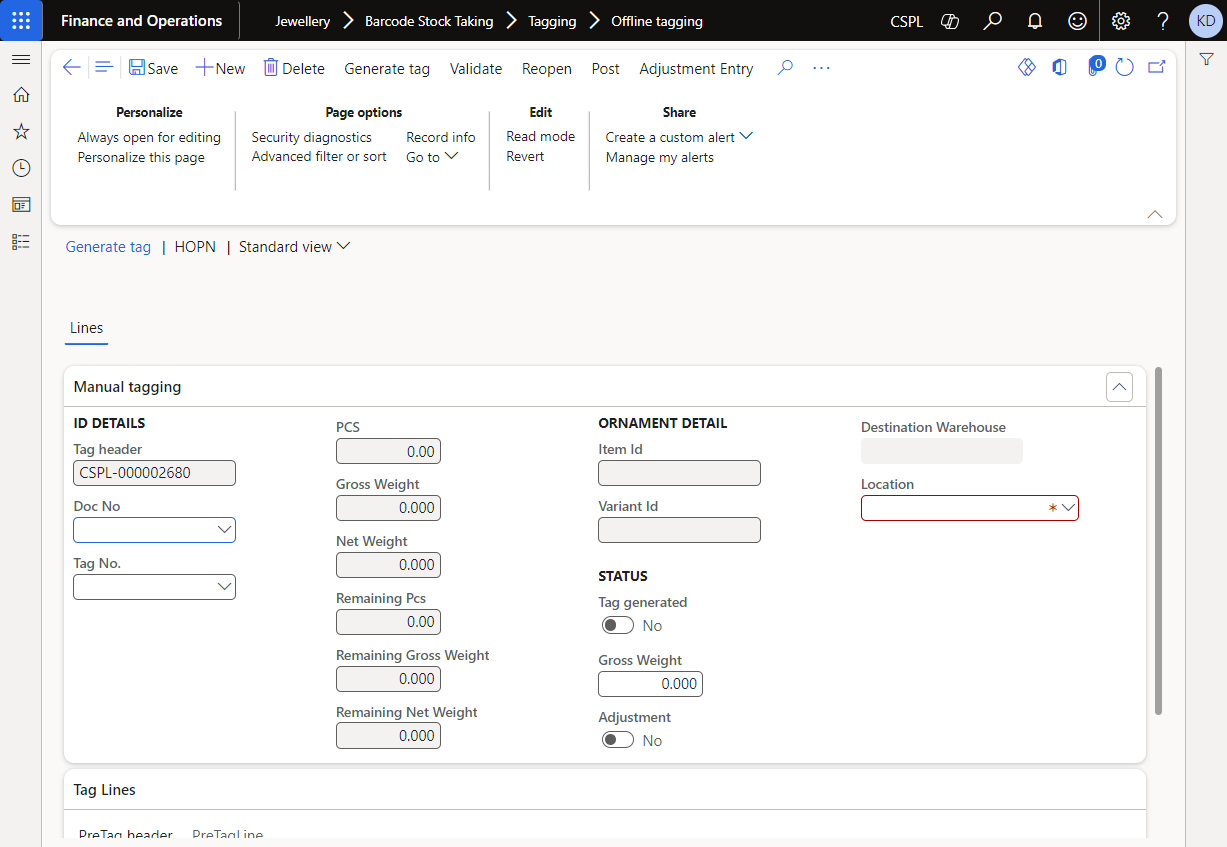 Finance and Operations
Jewellery > Barcode Stock Taking > Tagging > Offline tagging
CSPL
? KD
Save New Delete Generate tag Validate Reopen Post Adjustment Entry ...
0
Personalize
Always open for editing
Personalize this page
Page options
Security diagnostics
Advanced filter or sort
Record info
Go to
Edit
Read mode
Revert
Share
Create a custom alert
Manage my alerts
Generate tag | HOPN | Standard view
Lines
Manual tagging
ID DETAILS
Tag header
CSPL-000002680
Doc No
Tag No.
PCS
0.00
Gross Weight
0.000
Net Weight
0.000
Remaining Pcs
0.00
Remaining Gross Weight
0.000
Remaining Net Weight
0.000
ORNAMENT DETAIL
Item Id
Variant Id
STATUS
Tag generated
No
Gross Weight
0.000
Adjustment
No
Destination Warehouse
Location
*
Tag Lines
PreTag header PreTagLine